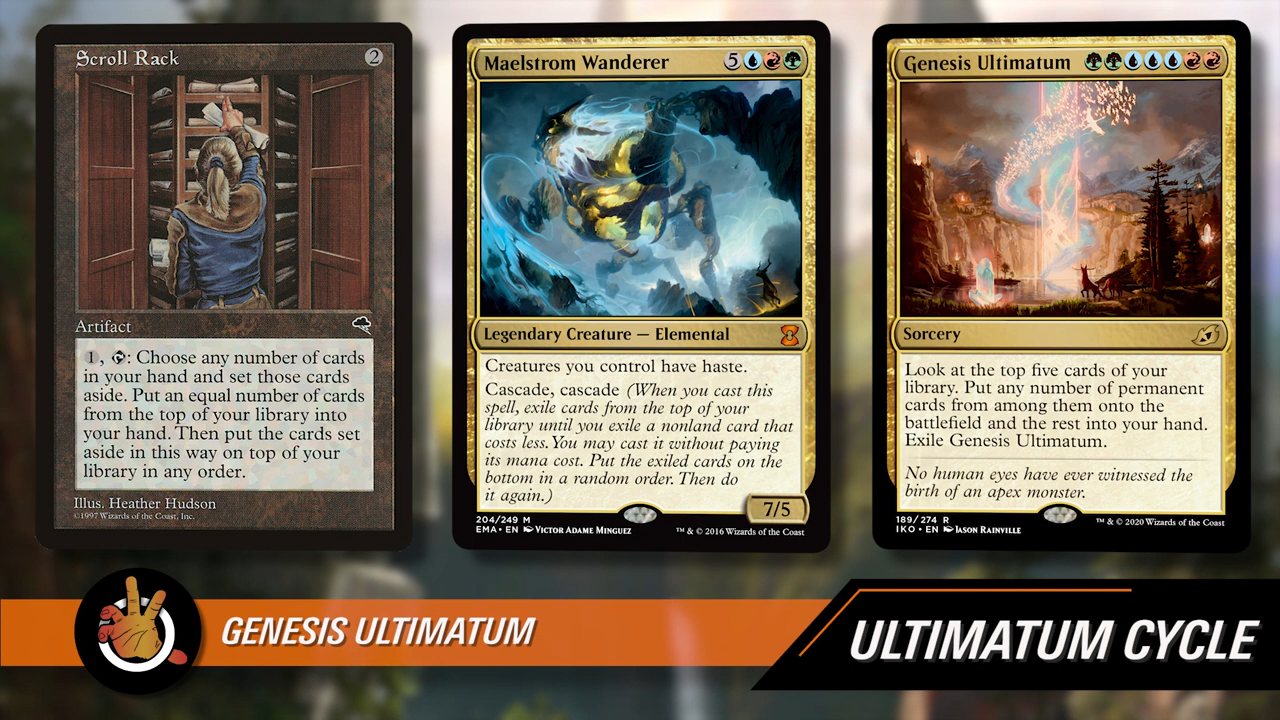 Scroll Rack 2
Artifact
1, : Choose any number of cards
in your hand and set those cards
aside. Put an equal number of cards
from the top of your library into
your hand. Then put the cards set
aside in this way on top of your
library in any order.
Illus. Heather Hudson
©1997 Wizards of the Coast, Inc.
Maelstrom Wanderer 5
Legendary Creature — Elemental
Creatures you control have haste.
Cascade, cascade (When you cast this
spell, exile cards from the top of your
library until you exile a nonland card that
costs less. You may cast it without paying
its mana cost. Put the exiled cards on the
bottom in a random order. Then do
it again.)
7/5
204/249 M
EMA • EN Victor Adame Minguez
™ & © 2016 Wizards of the Coast
Genesis Ultimatum
Sorcery
Look at the top five cards of your
library. Put any number of permanent
cards from among them onto the
battlefield and the rest into your hand.
Exile Genesis Ultimatum.
No human eyes have ever witnessed the
birth of an apex monster.
189/274 R
IKO • EN Jason Rainville
™ & © 2020 Wizards of the Coast
GENESIS ULTIMATUM
ULTIMATUM CYCLE